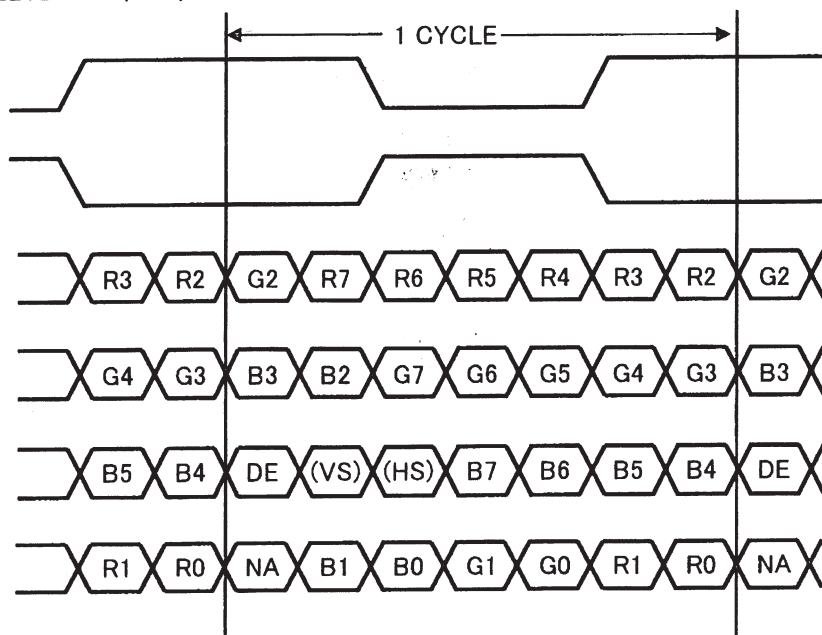 1 CYCLE
R3 R2 G2 R7 R6 R5 R4 R3 R2 G2
G4 G3 B3 B2 G7 G6 G5 G4 G3 B3
B5 B4 DE (VS) (HS) B7 B6 B5 B4 DE
R1 R0 NA B1 B0 G1 G0 R1 R0 NA